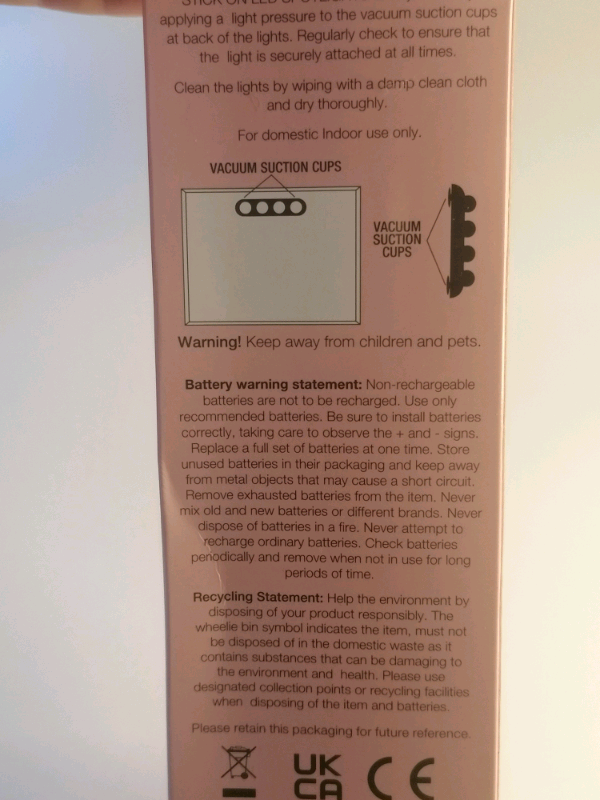 applying a light pressure to the vacuum suction cups
at back of the lights. Regularly check to ensure that
the light is securely attached at all times.
Clean the lights by wiping with a damp clean cloth
and dry thoroughly.
For domestic Indoor use only.
VACUUM SUCTION CUPS
VACUUM
SUCTION
CUPS
Warning! Keep away from children and pets.
Battery warning statement: Non-rechargeable
batteries are not to be recharged. Use only
recommended batteries. Be sure to install batteries
correctly, taking care to observe the + and - signs.
Replace a full set of batteries at one time. Store
unused batteries in their packaging and keep away
from metal objects that may cause a short circuit.
Remove exhausted batteries from the item. Never
mix old and new batteries or different brands. Never
dispose of batteries in a fire. Never attempt to
recharge ordinary batteries. Check batteries
periodically and remove when not in use for long
periods of time.
Recycling Statement: Help the environment by
disposing of your product responsibly. The
wheelie bin symbol indicates the item, must not
be disposed of in the domestic waste as it
contains substances that can be damaging to
the environment and health. Please use
designated collection points or recycling facilities
when disposing of the item and batteries.
Please retain this packaging for future reference.
UK
CA
CE